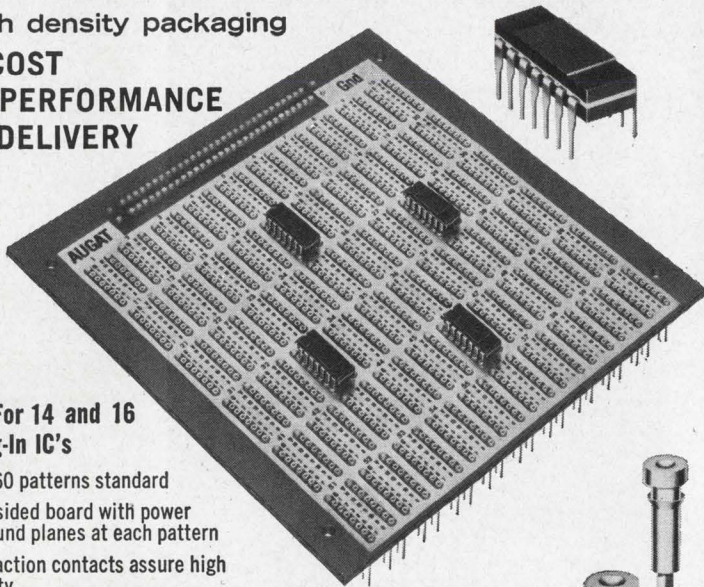 h density packaging
COST
PERFORMANCE
DELIVERY
Gnd
AUGAT
For 14 and 16
-In IC's
60 patterns standard
sided board with power
und planes at each pattern
action contacts assure high